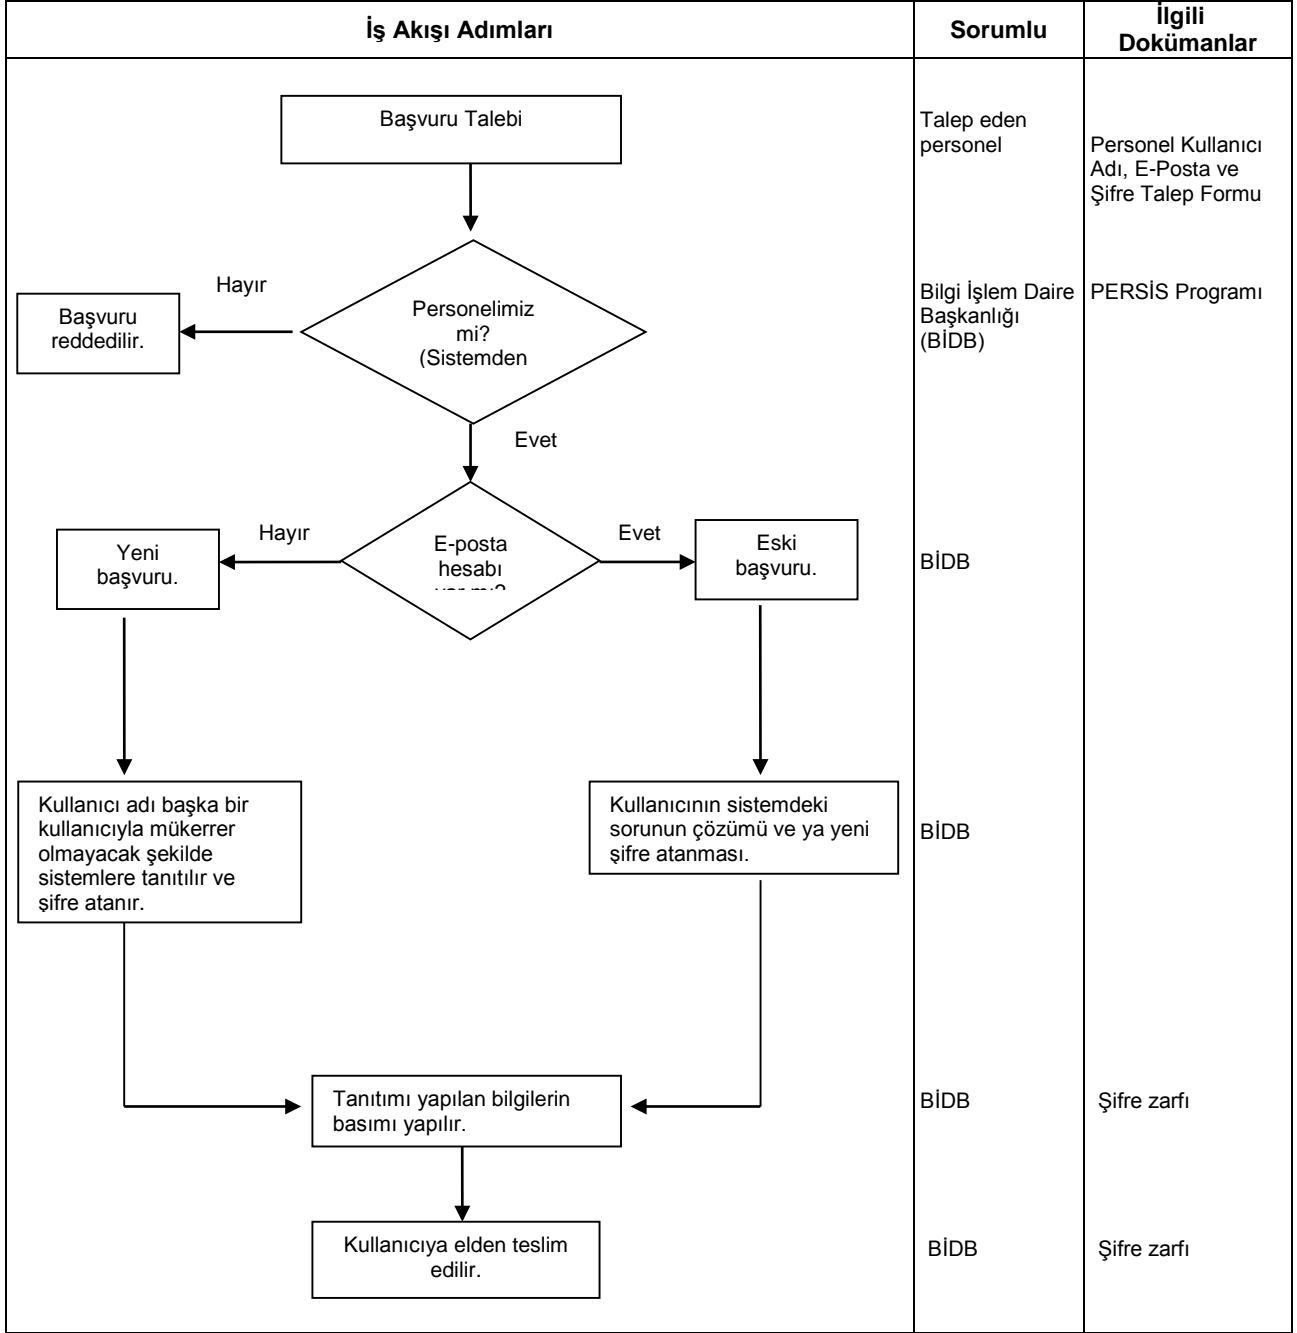 İş Akışı Adımları
Sorumlu
İlgili
Dokümanlar
Başvuru Talebi
Talep eden
personel
Personel Kullanıcı
Adı, E-Posta ve
Şifre Talep Formu
Hayır
Başvuru
reddedilir.
Personelimiz
mi?
(Sistemden
Bilgi İşlem Daire
Başkanlığı
(BİDB)
PERSİS Programı
Evet
Hayır
Evet
Yeni
başvuru.
E-posta
hesabı
Eski
başvuru.
BİDB
Kullanıcı adı başka bir
kullanıcıyla mükerrer
olmayacak şekilde
sistemlere tanıtılır ve
şifre atanır.
Kullanıcının sistemdeki
sorunun çözümü ve ya yeni
şifre atanması.
BİDB
Tanıtımı yapılan bilgilerin
basımı yapılır.
BİDB
Şifre zarfı
Kullanıcıya elden teslim
edilir.
BİDB
Şifre zarfı